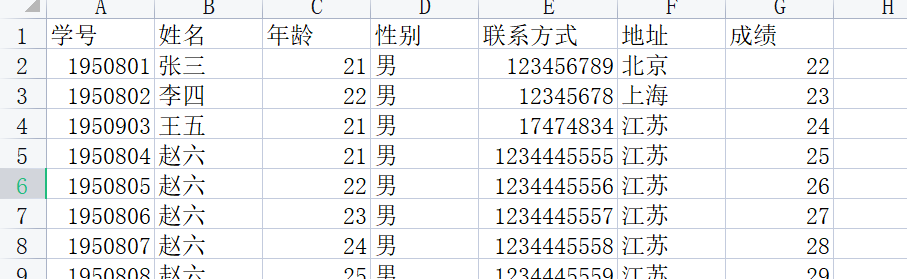 A B C D E F G H
1 学号 姓名 年龄 性别 联系方式 地址 成绩
2 1950801 张三 21 男 123456789 北京 22
3 1950802 李四 22 男 12345678 上海 23
4 1950903 王五 21 男 17474834 江苏 24
5 1950804 赵六 21 男 1234445555 江苏 25
6 1950805 赵六 22 男 1234445556 江苏 26
7 1950806 赵六 23 男 1234445557 江苏 27
8 1950807 赵六 24 男 1234445558 江苏 28
9 1950808 赵六 25 男 1234445559 江苏 29